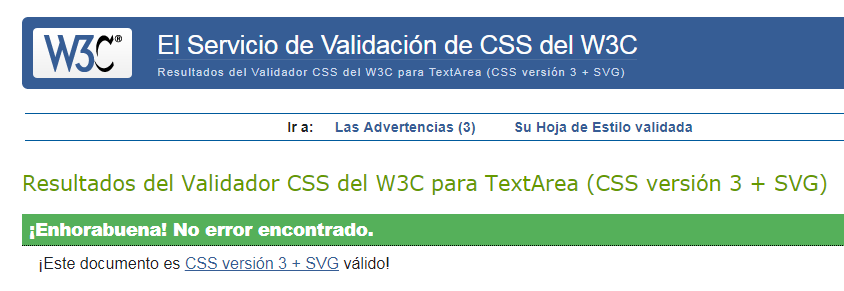 W3C®
El Servicio de Validación de CSS del W3C
Resultados del Validador CSS del W3C para TextArea (CSS versión 3 + SVG)
Ir a: Las Advertencias (3) Su Hoja de Estilo validada
Resultados del Validador CSS del W3C para TextArea (CSS versión 3 + SVG)
¡Enhorabuena! No error encontrado.
¡Este documento es CSS versión 3 + SVG válido!